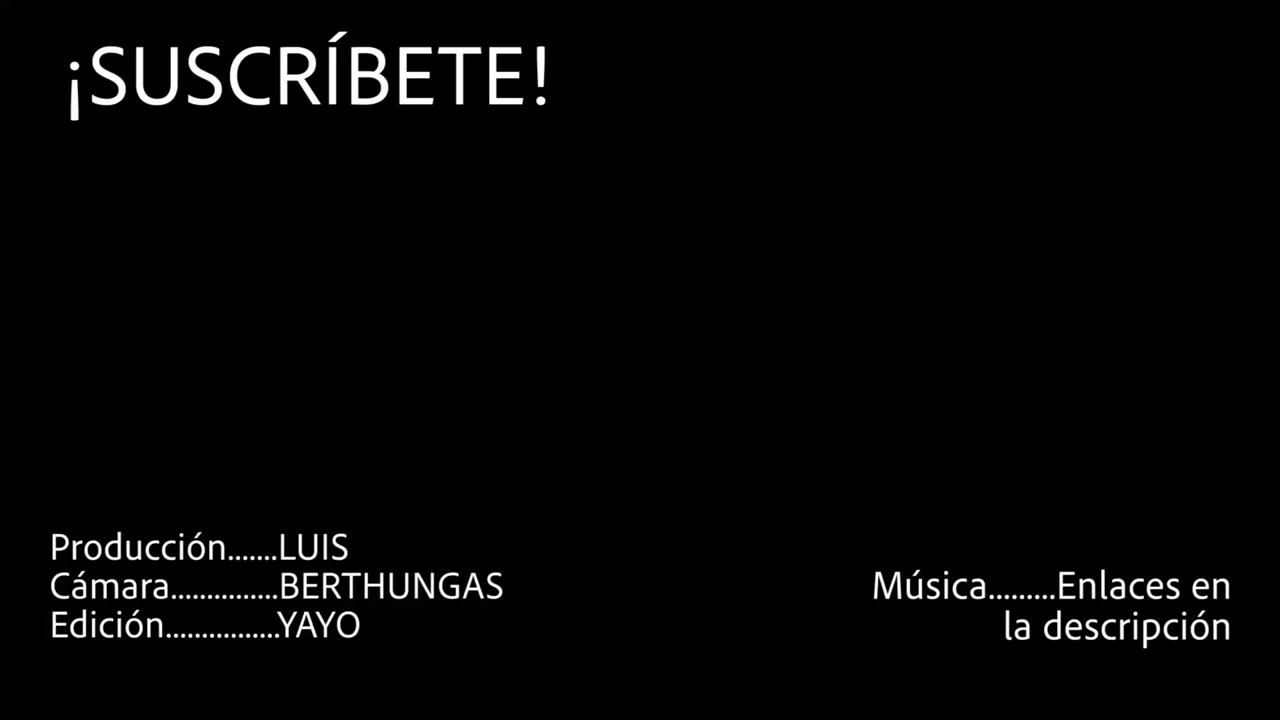 ¡SUSCRÍBETE!
Producción.......LUIS
Cámara...............BERTHUNGAS
Edición................YAYO
Música.........Enlaces en
la descripción